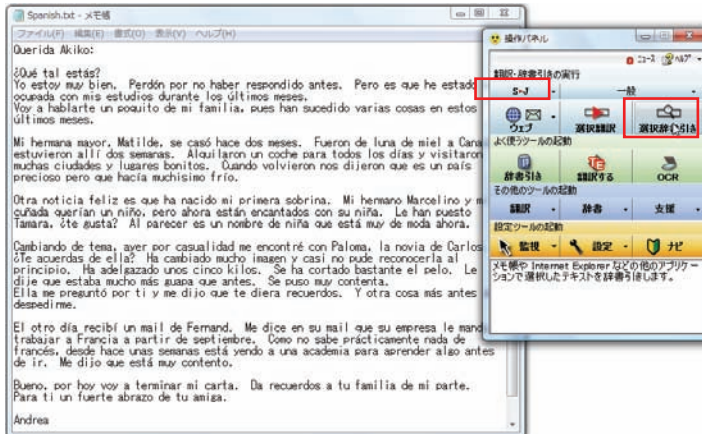 Spanish.txt - メモ帳
ファイル(F) 編集(E) 書式(O) 表示(V) ヘルプ(H)
Querida Akiko:
¿Qué tal estás?
Yo estoy muy bien. Perdón por no haber respondido antes. Pero es que he estado
ocupada con mis estudios durante los últimos meses.
Voy a hablarte un poquito de mi familia, pues han sucedido varias cosas en estos
últimos meses.
Mi hermana mayor, Matilde, se casó hace dos meses. Fueron de luna de miel a Cana
estuvieron allí dos semanas. Alquilaron un coche para todos los días y visitaron
muchas ciudades y lugares bonitos. Cuando volvieron nos dijeron que es un país
precioso pero que hacía muchísimo frío.
Otra noticia feliz es que ha nacido mi primera sobrina. Mi hermano Marcelino y m
cuñada querían un niño, pero ahora están encantados con su niña. Le han puesto
Tamara, ¿te gusta? Al parecer es un nombre de niña que está muy de moda ahora.
Cambiando de tema, ayer por casualidad me encontré con Paloma, la novia de Carlos
¿Te acuerdas de ella? Ha cambiado mucho imagen y casi no pude reconocerla al
principio. Ha adelgazado unos cinco kilos. Se ha cortado bastante el pelo. Le
dije que estaba mucho más guapa que antes. Se puso muy contenta.
Ella me preguntó por ti y me dijo que te diera recuerdos. Y otra cosa más antes
despedirme.
El otro día recibí un mail de Fernand. Me dice en su mail que su empresa le mand
trabajar a Francia a partir de septiembre. Como no sabe prácticamente nada de
francés, desde hace unas semanas está yendo a una academia para aprender algo antes
de ir. Me dijo que está muy contento.
Bueno, por hoy voy a terminar mi carta. Da recuerdos a tu familia de mi parte.
Para ti un fuerte abrazo de tu amiga.
Andrea
操作パネル
ニュース ヘルプ
翻訳・辞書引きの実行
S→J 一般
ウェブ 選択翻訳 選択辞書引き
よく使うツールの起動
辞書引き 翻訳する OCR
その他のツールの起動
翻訳 辞書 支援
設定ツールの起動
監視 設定 ナビ
メモ帳や Internet Explorer などの他のアプリケー
ションで選択したテキストを辞書引きします。